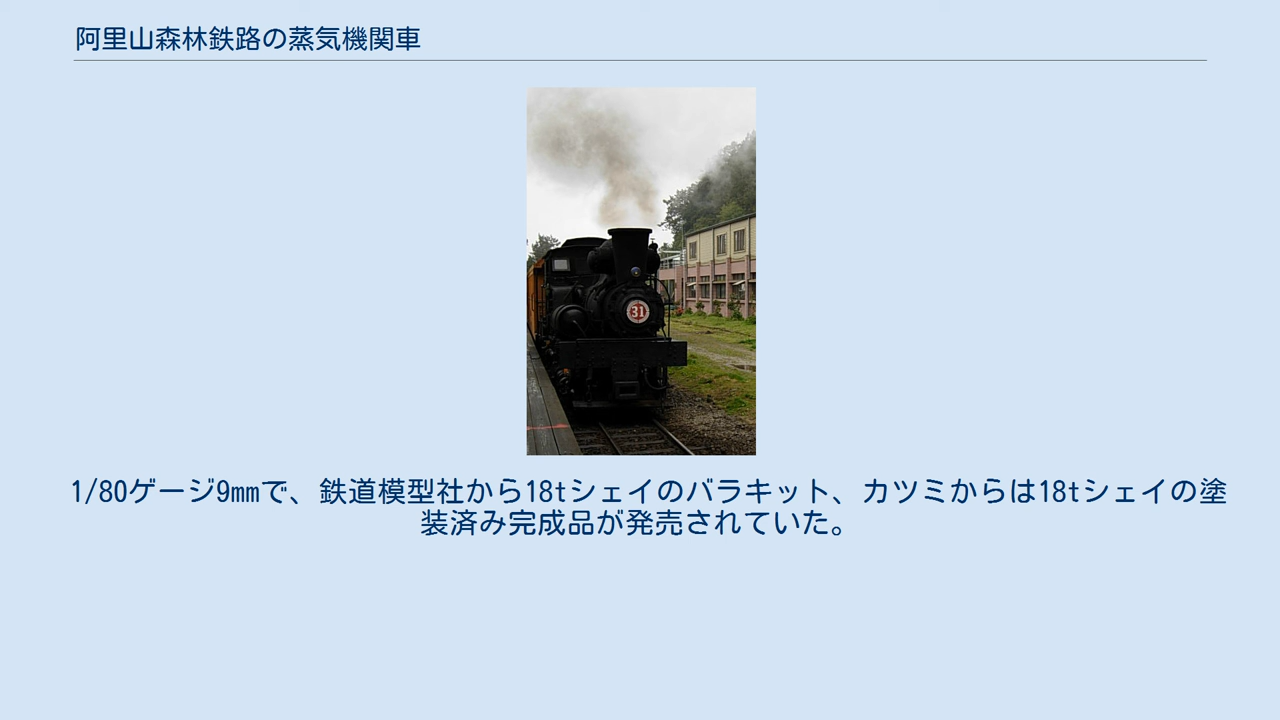 阿里山森林鉄路の蒸気機関車
31
1/80ゲージ9mmで、鉄道模型社から18tシェイのバラキット、カツミからは18tシェイの塗
装済み完成品が発売されていた。